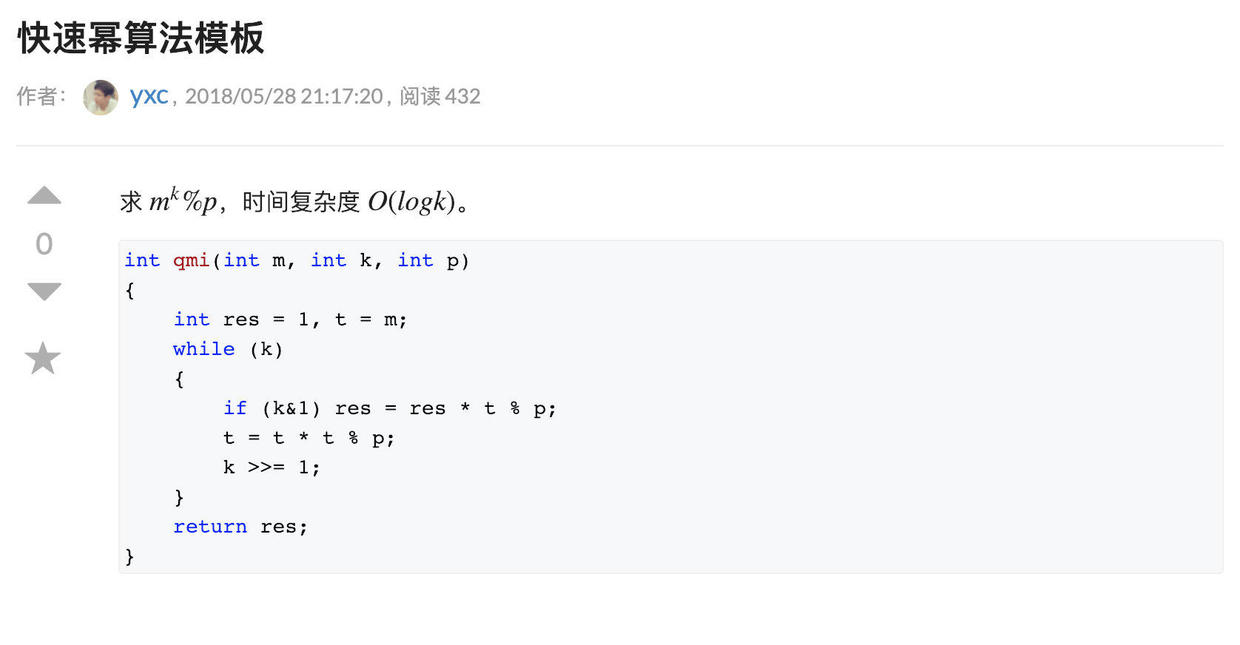 快速幂算法模板
作者： yxc , 2018/05/28 21:17:20 , 阅读 432
求 m^k%p，时间复杂度 O(logk)。
0
int qmi(int m, int k, int p)
{
    int res = 1, t = m;
    while (k)
    {
        if (k&1) res = res * t % p;
        t = t * t % p;
        k >>= 1;
    }
    return res;
}